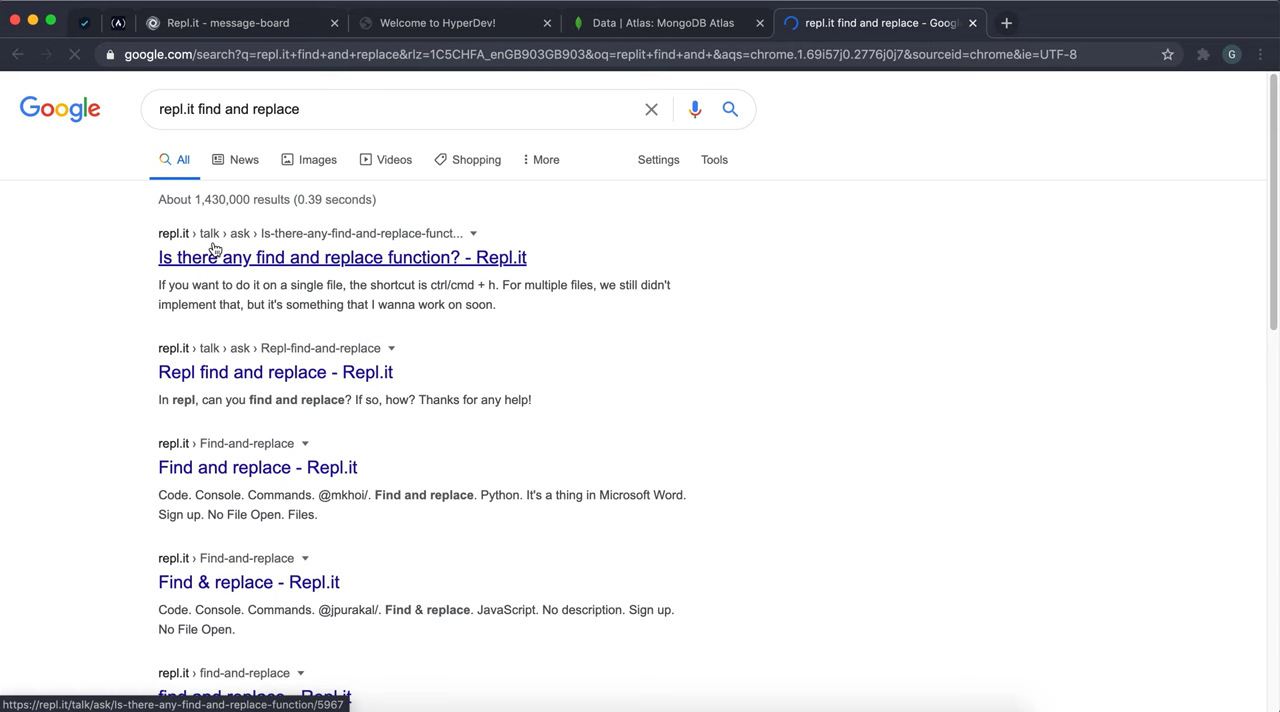 Repl.it - message-board
Welcome to HyperDev!
Data | Atlas: MongoDB Atlas
repl.it find and replace - Googl
google.com/search?q=repl.it+find+and+replace&rlz=1C5CHFA_enGB903GB903&oq=replit+find+and+&aqs=chrome.1.69i57j0.2776j0j7&sourceid=chrome&ie=UTF-8
G
Google
repl.it find and replace
All News Images Videos Shopping More Settings Tools
About 1,430,000 results (0.39 seconds)
repl.it › talk › ask › Is-there-any-find-and-replace-funct...
Is there any find and replace function? - Repl.it
If you want to do it on a single file, the shortcut is ctrl/cmd + h. For multiple files, we still didn't
implement that, but it's something that I wanna work on soon.
repl.it › talk › ask › Repl-find-and-replace
Repl find and replace - Repl.it
In repl, can you find and replace? If so, how? Thanks for any help!
repl.it › Find-and-replace
Find and replace - Repl.it
Code. Console. Commands. @mkhoi/. Find and replace. Python. It's a thing in Microsoft Word.
Sign up. No File Open. Files.
repl.it › Find-and-replace
Find & replace - Repl.it
Code. Console. Commands. @jpurakal/. Find & replace. JavaScript. No description. Sign up.
No File Open.
repl.it › find-and-replace
find and replace - Repl.it
https://repl.it/talk/ask/Is-there-any-find-and-replace-function/5967